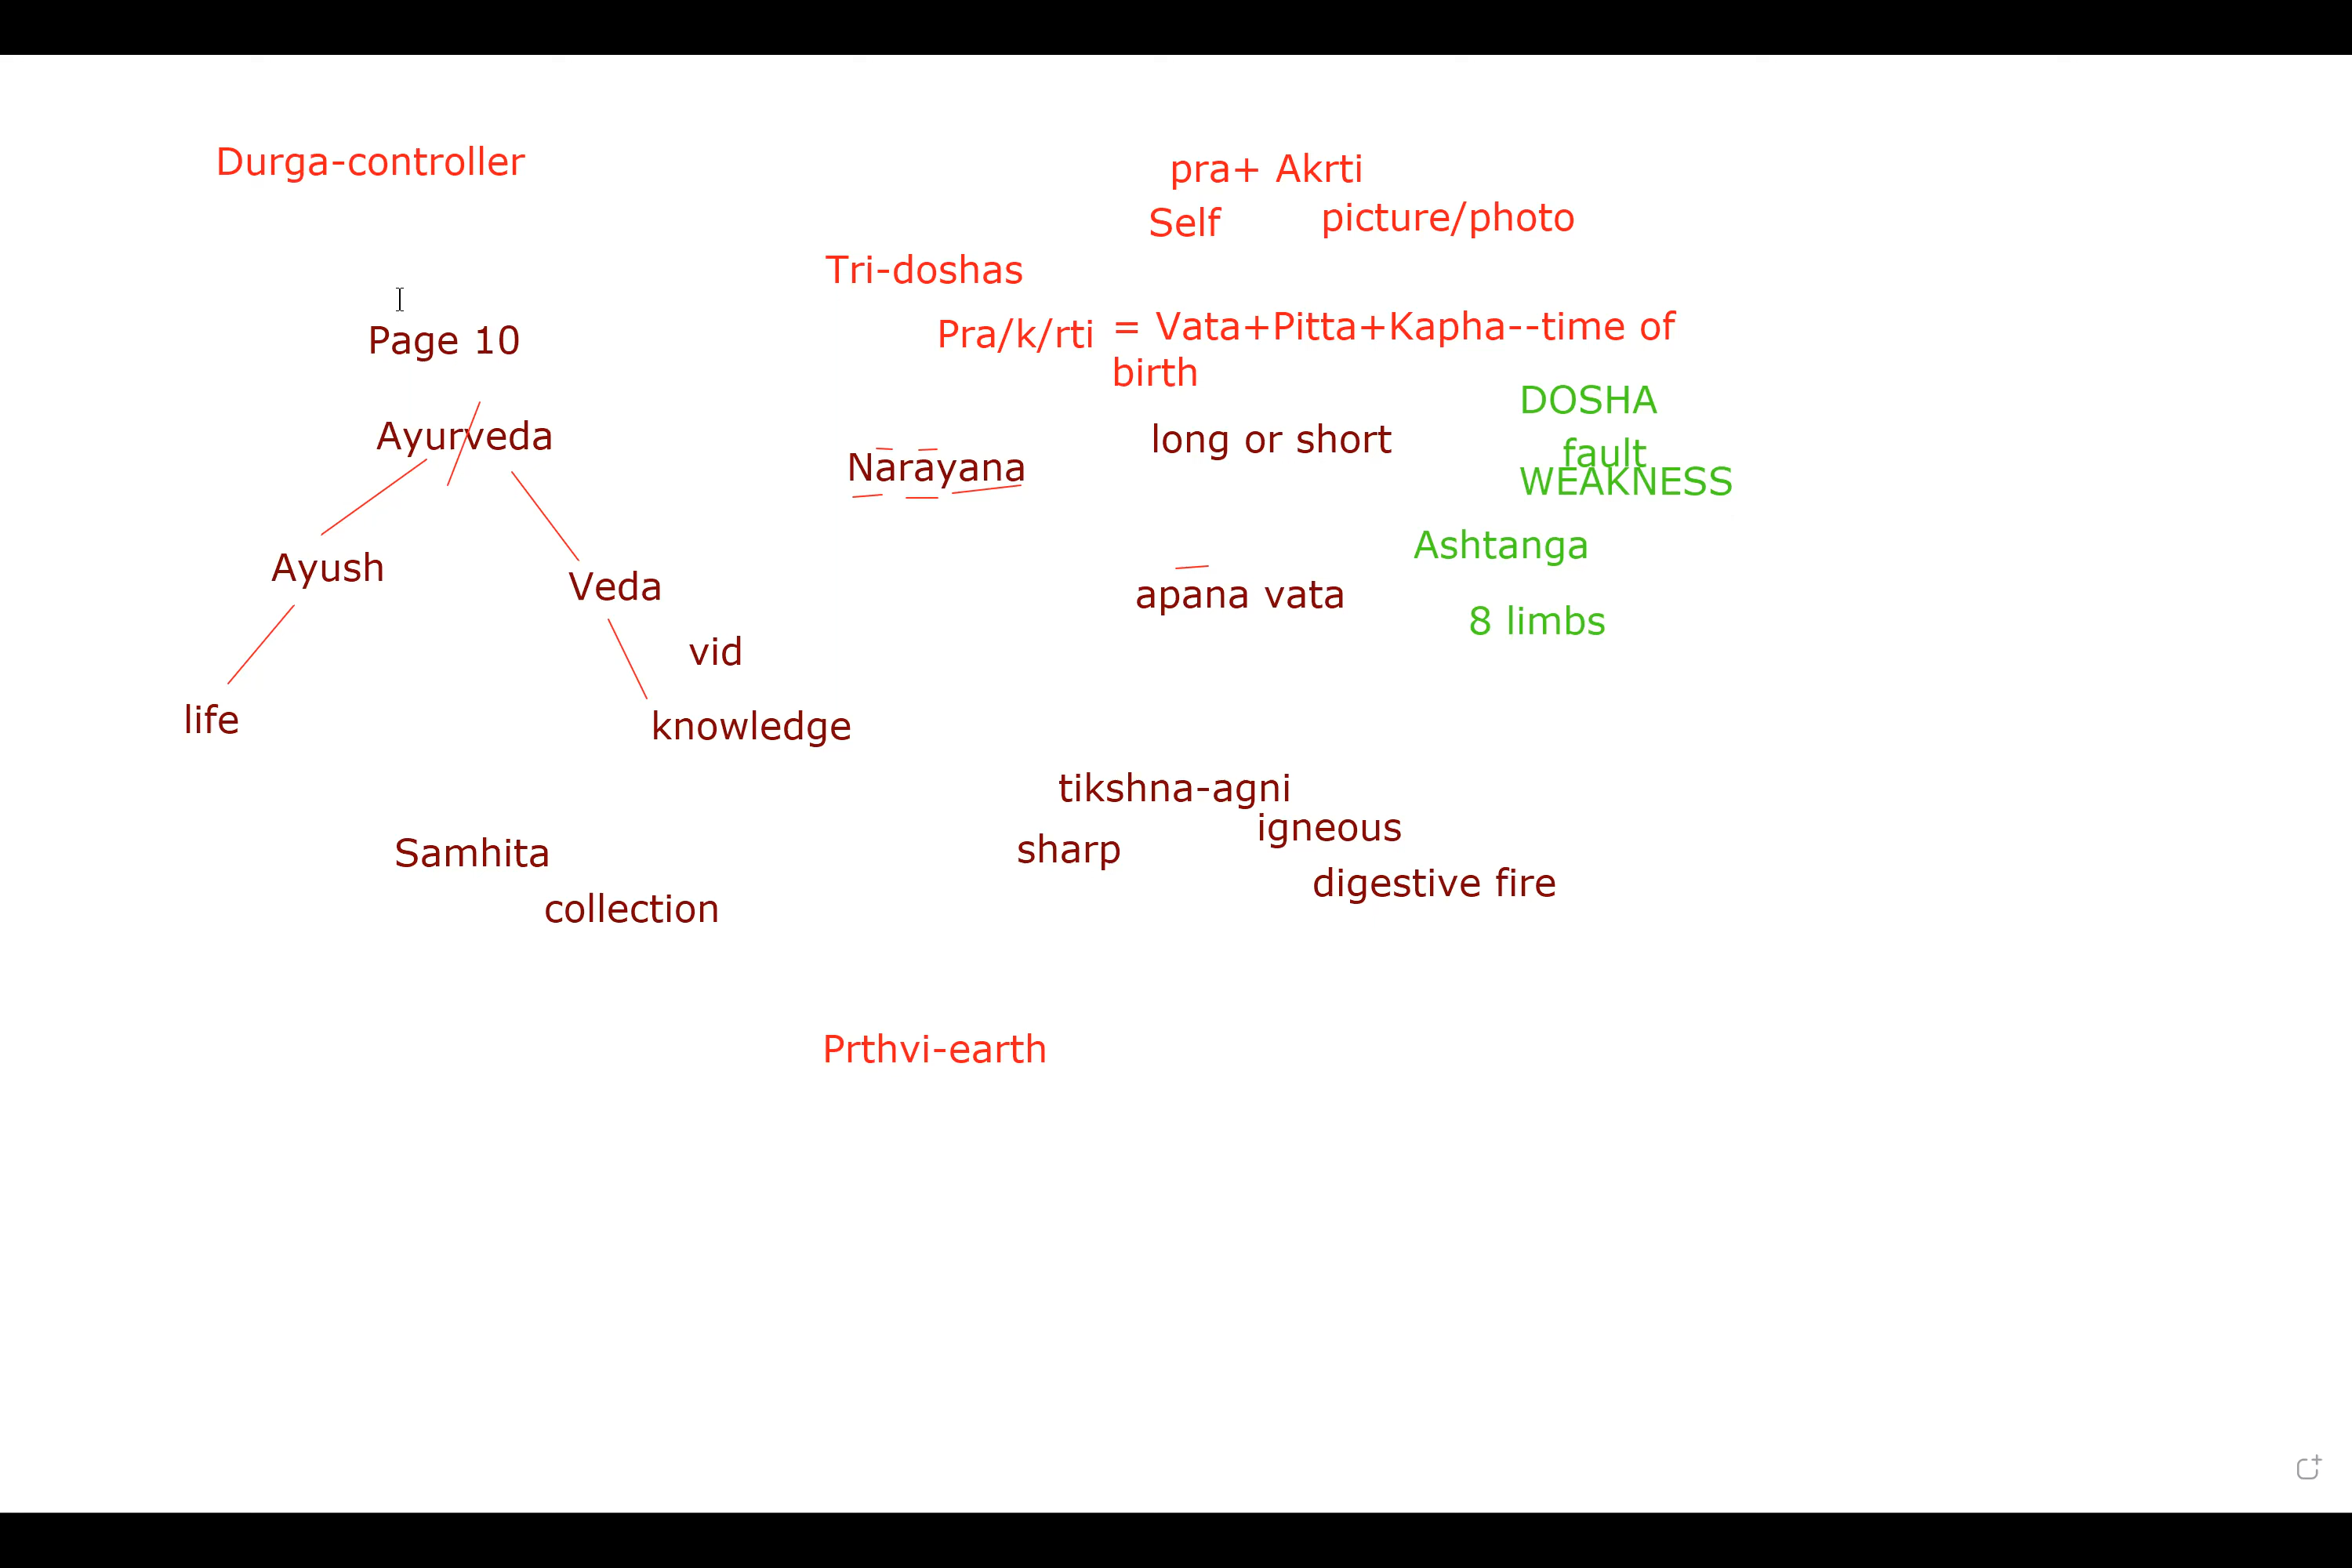 Durga-controller
pra+ Akrti
Self
picture/photo
Tri-doshas
Page 10
Pra/k/rti
= Vata+Pitta+Kapha--time of
birth
DOSHA
fault
WEAKNESS
Ayurveda
long or short
Narayana
Ashtanga
8 limbs
Ayush
Veda
apana vata
vid
life
knowledge
tikshna-agni
igneous
sharp
digestive fire
Samhita
collection
Prthvi-earth